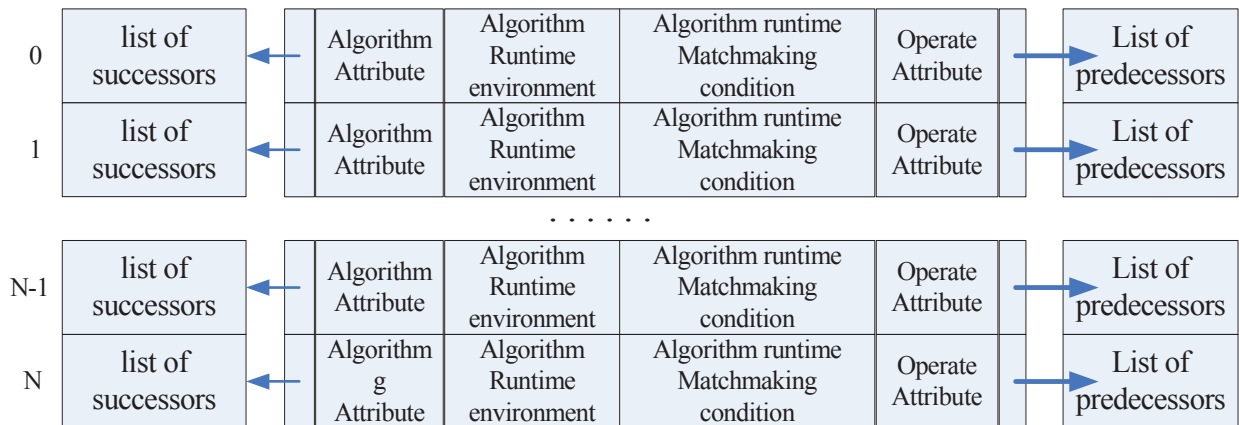 0
list of
successors
Algorithm
Attribute
Algorithm
Runtime
environment
Algorithm runtime
Matchmaking
condition
Operate
Attribute
List of
predecessors
1
list of
successors
Algorithm
Attribute
Algorithm
Runtime
environment
Algorithm runtime
Matchmaking
condition
Operate
Attribute
List of
predecessors
. . . . . .
N-1
list of
successors
Algorithm
Attribute
Algorithm
Runtime
environment
Algorithm runtime
Matchmaking
condition
Operate
Attribute
List of
predecessors
N
list of
successors
Algorithm
g
Attribute
Algorithm
Runtime
environment
Algorithm runtime
Matchmaking
condition
Operate
Attribute
List of
predecessors